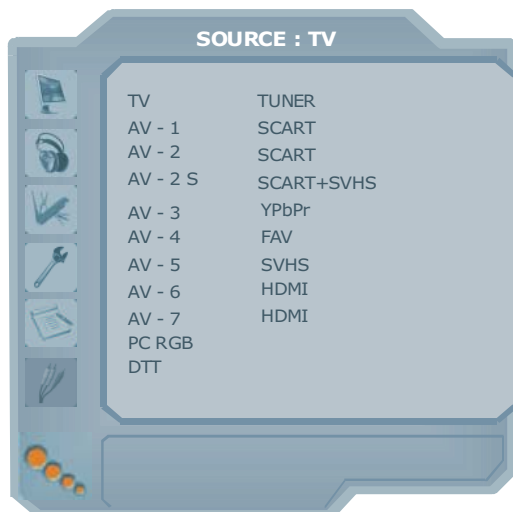 SOURCE : TV
TV TUNER
AV - 1 SCART
AV - 2 SCART
AV - 2 S SCART+SVHS
AV - 3 YPbPr
AV - 4 FAV
AV - 5 SVHS
AV - 6 HDMI
AV - 7 HDMI
PC RGB
DTT